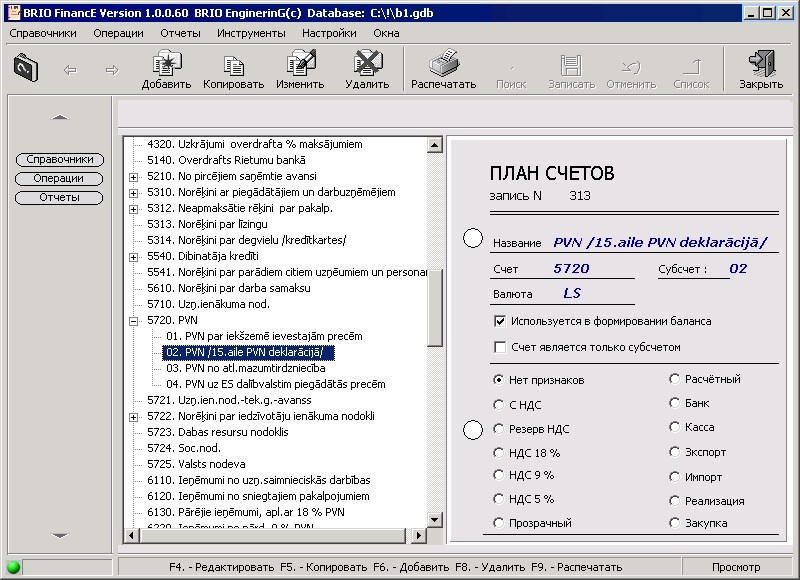 BRIO FinancE Version 1.0.0.60 BRIO EnginerinG(c) Database: C:\!\b1.gdb
Справочники Операции Отчеты Инструменты Настройки Окна
Добавить Копировать Изменить Удалить Распечатать Поиск Записать Отменить Список Закрыть
Справочники
Операции
Отчеты
4320. Uzkrājumi overdrafta % maksājumiem
5140. Overdrafts Rietumu bankā
5210. No pircējiem saņemtie avansi
5310. Norēķini ar piegādātājiem un darbuzņēmējiem
5312. Neapmaksātie rēķini par pakalp.
5313. Norēķini par līzingu
5314. Norēķini par degvielu /kredītkartes/
5540. Dibinatāja kredīti
5541. Norēķini par parādiem citiem uzņēmumiem un persona
5610. Norēķini par darba samaksu
5710. Uzņ.ienākuma nod.
5720. PVN
01. PVN par iekšzemē ievestajām precēm
02. PVN /15.aile PVN deklarācijā/
03. PVN no atl.mazumtirdzniecība
04. PVN uz ES dalībvalstim piegādātās precēm
5721. Uzņ.ien.nod.-tek.g.-avanss
5722. Norēķini par iedzīvotāju ienākuma nodokli
5723. Dabas resursu nodoklis
5724. Soc.nod.
5725. Valsts nodeva
6110. Ieņēmumi no uzņ.saimnieciskās darbības
6120. Ieņēmumi no sniegtajiem pakalpojumiem
6130. Pārējie ieņēmumi, apl.ar 18 % PVN
6220. Ieņēmumi no pārd. 0 % PVN
ПЛАН СЧЕТОВ
запись N 313
Название PVN /15.aile PVN deklarācijā/
Счет 5720 Субсчет : 02
Валюта LS
Используется в формировании баланса
Счет является только субсчетом
Нет признаков Расчётный
С НДС Банк
Резерв НДС Касса
НДС 18 % Экспорт
НДС 9 % Импорт
НДС 5 % Реализация
Прозрачный Закупка
F4. - Редактировать F5. - Копировать F6. - Добавить F8. - Удалить F9. - Распечатать Просмотр